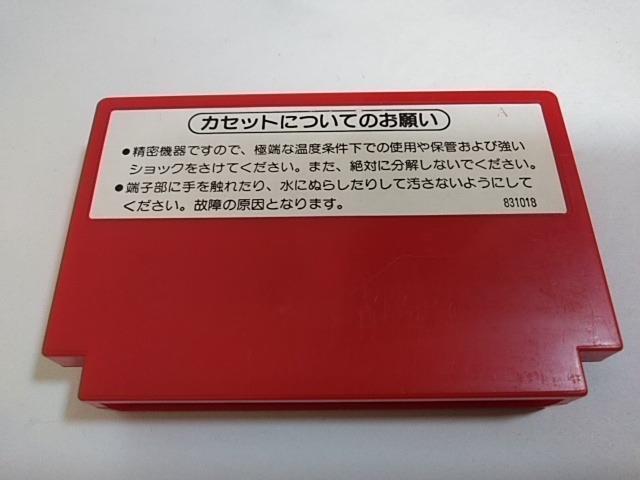 カセットについてのお願い
A
●精密機器ですので、極端な温度条件下での使用や保管および強い
ショックをさけてください。また、絶対に分解しないでください。
●端子部に手を触れたり、水にぬらしたりして汚さないようにして
ください。故障の原因となります。
831018